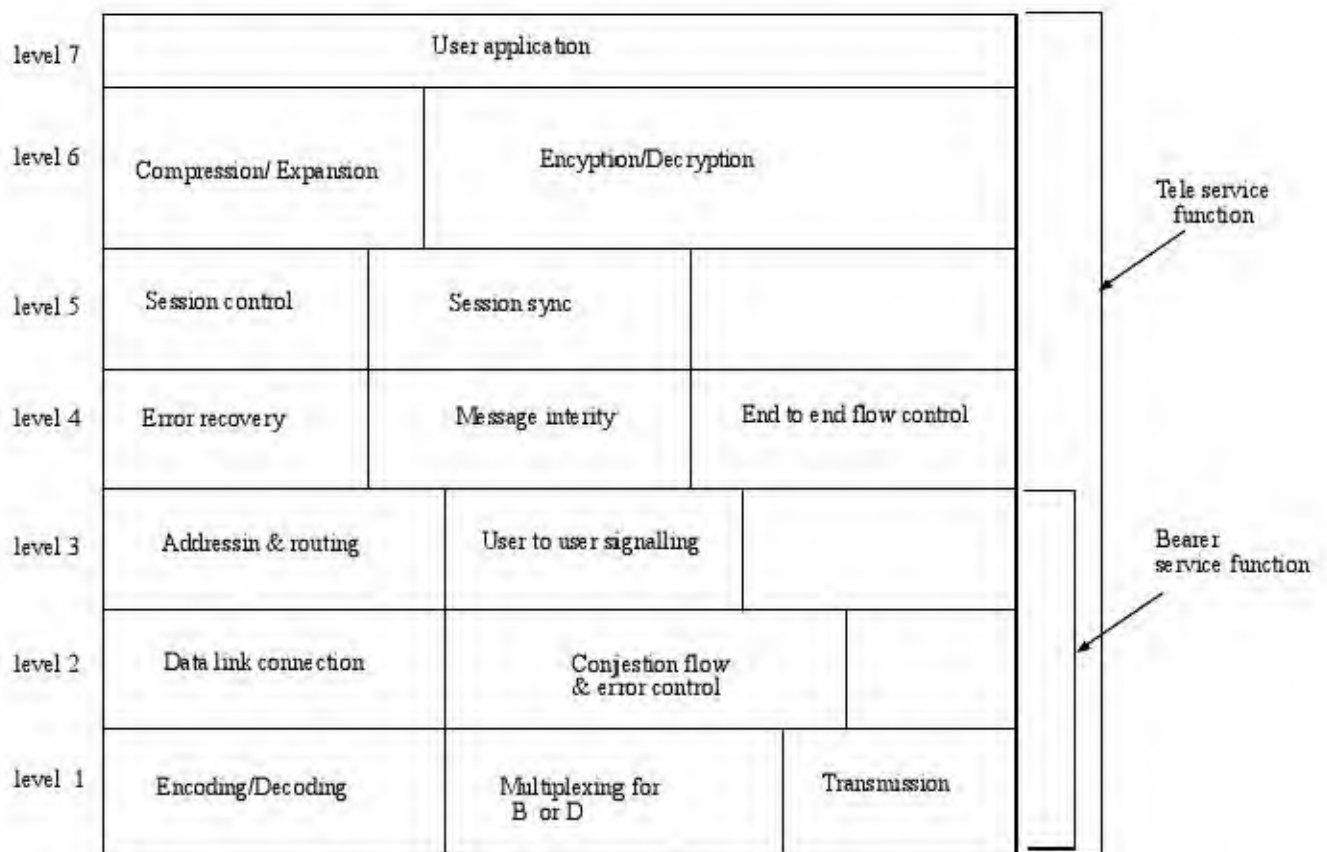 level 7
User application
level 6
Compression/ Expansion
Encyption/Decryption
level 5
Session control
Session sync
level 4
Error recovery
Message interity
End to end flow control
level 3
Addressin & routing
User to user signalling
level 2
Data link connection
Conjestion flow
& error control
level 1
Encoding/Decoding
Multiplexing for
B or D
Transmission
Tele service
function
Bearer
service function